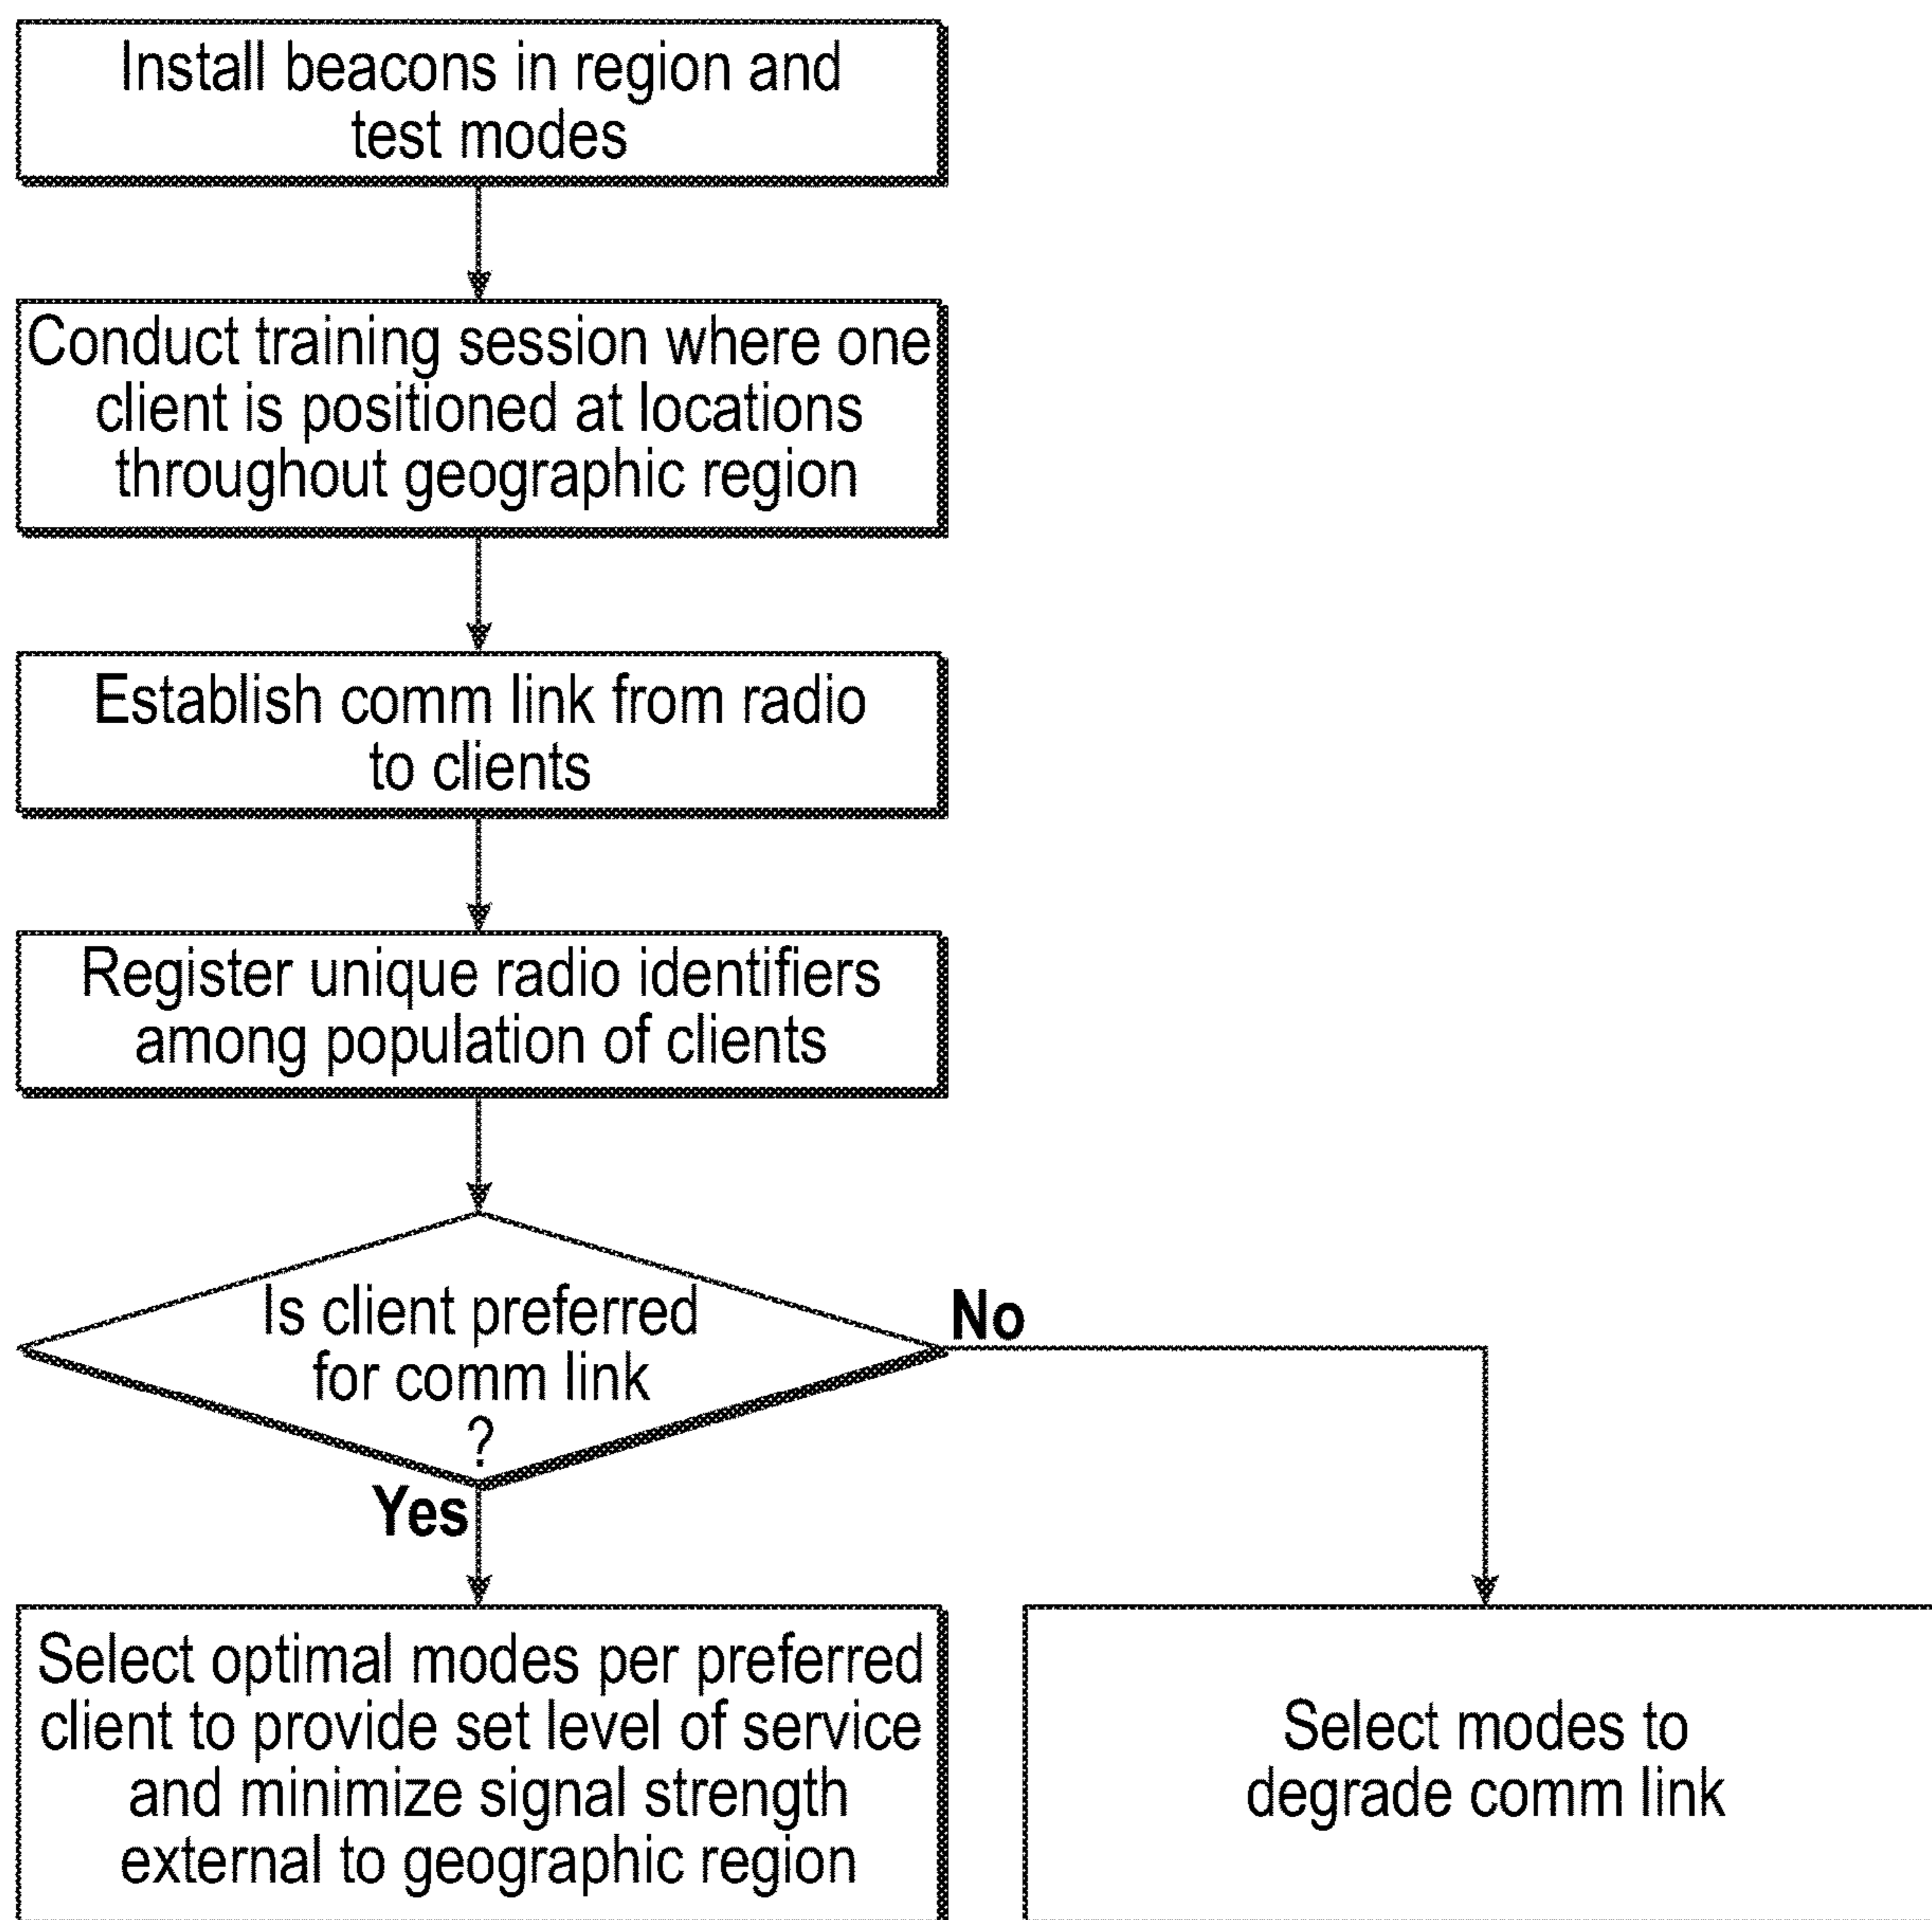 Install beacons in region and
test modes
Conduct training session where one
client is positioned at locations
throughout geographic region
Establish comm link from radio
to clients
Register unique radio identifiers
among population of clients
Is client preferred
for comm link
?
No
Yes
Select optimal modes per preferred
client to provide set level of service
and minimize signal strength
external to geographic region
Select modes to
degrade comm link